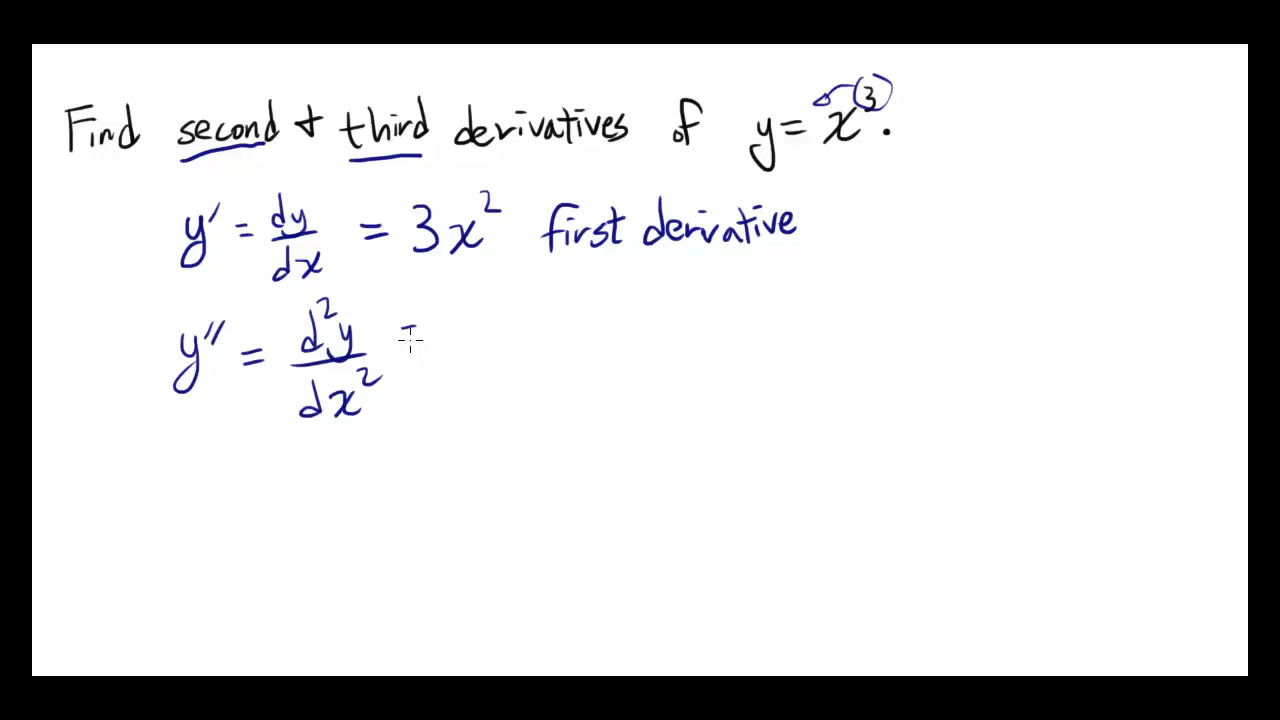 Find second & third derivatives of y = x³.
y′ = dy/dx = 3x² first derivative
y″ = d²y/dx² =